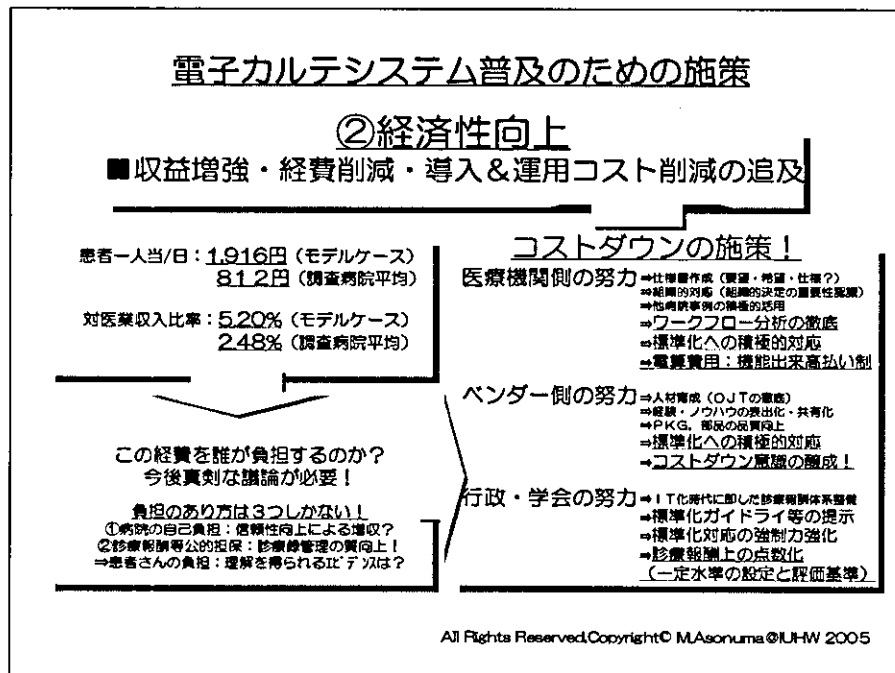 電子カルテシステム普及のための施策
②経済性向上
■収益増強・経費削減・導入＆運用コスト削減の追及
患者一人当/日：1,916円（モデルケース）
812円（調査病院平均）
対医業収入比率：5.20%（モデルケース）
2.48%（調査病院平均）
この経費を誰が負担するのか？
今後真剣な議論が必要！
負担のあり方は３つしかない！
①病院の自己負担：信頼性向上による増収？
②診療報酬等公的担保：診療録管理の質向上！
⇒患者さんの負担：理解を得られるｴﾋﾞﾃﾞﾝｽは？
コストダウンの施策！
医療機関側の努力
⇒仕様書作成（要望・希望・仕様？）
⇒組織的対応（組織的決定の重要性認識）
⇒他病院事例の積極的活用
⇒ワークフロー分析の徹底
⇒標準化への積極的対応
⇒電算費用：機能出来高払い制
ベンダー側の努力
⇒人材育成（ＯＪＴの徹底）
⇒経験・ノウハウの表出化・共有化
⇒ＰＫＧ，部品の品質向上
⇒標準化への積極的対応
⇒コストダウン意識の醸成！
行政・学会の努力
⇒ＩＴ化時代に即した診療報酬体系整備
⇒標準化ガイドライ等の提示
⇒標準化対応の強制力強化
⇒診療報酬上の点数化
（一定水準の設定と評価基準）
All Rights Reserved,Copyright© M.Asonuma@IUHW 2005